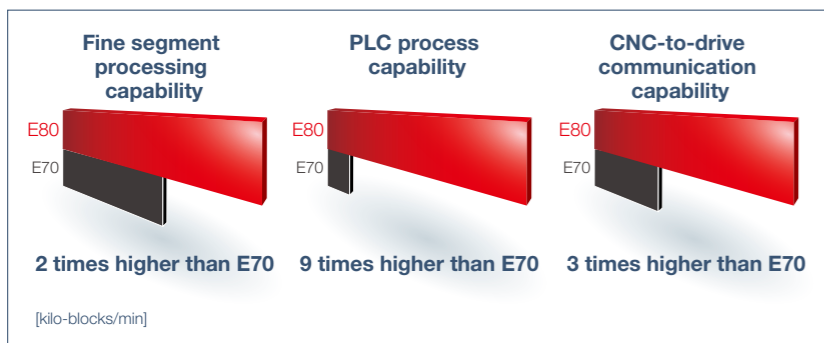 Fine segment
processing
capability
E80
E70
2 times higher than E70
PLC process
capability
E80
E70
9 times higher than E70
CNC-to-drive
communication
capability
E80
E70
3 times higher than E70
[kilo-blocks/min]